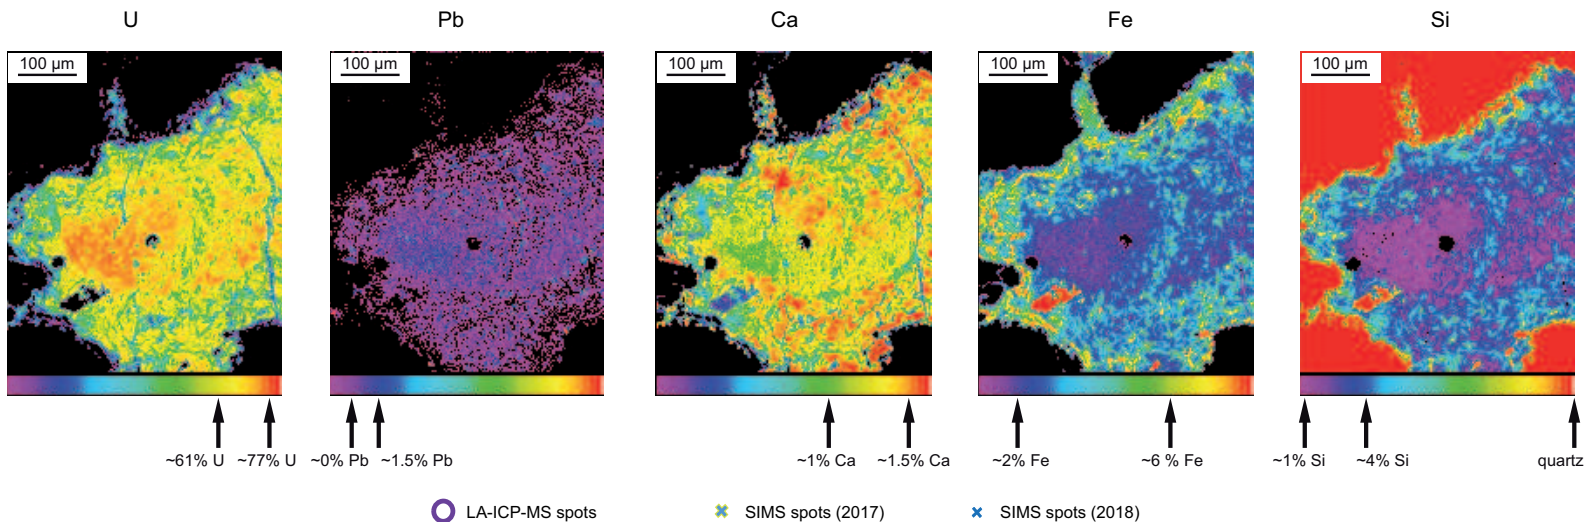 U Pb Ca Fe Si
100 µm 100 µm 100 µm 100 µm 100 µm
~61% U ~77% U ~0% Pb ~1.5% Pb ~1% Ca ~1.5% Ca ~2% Fe ~6 % Fe ~1% Si ~4% Si quartz
LA-ICP-MS spots SIMS spots (2017) SIMS spots (2018)